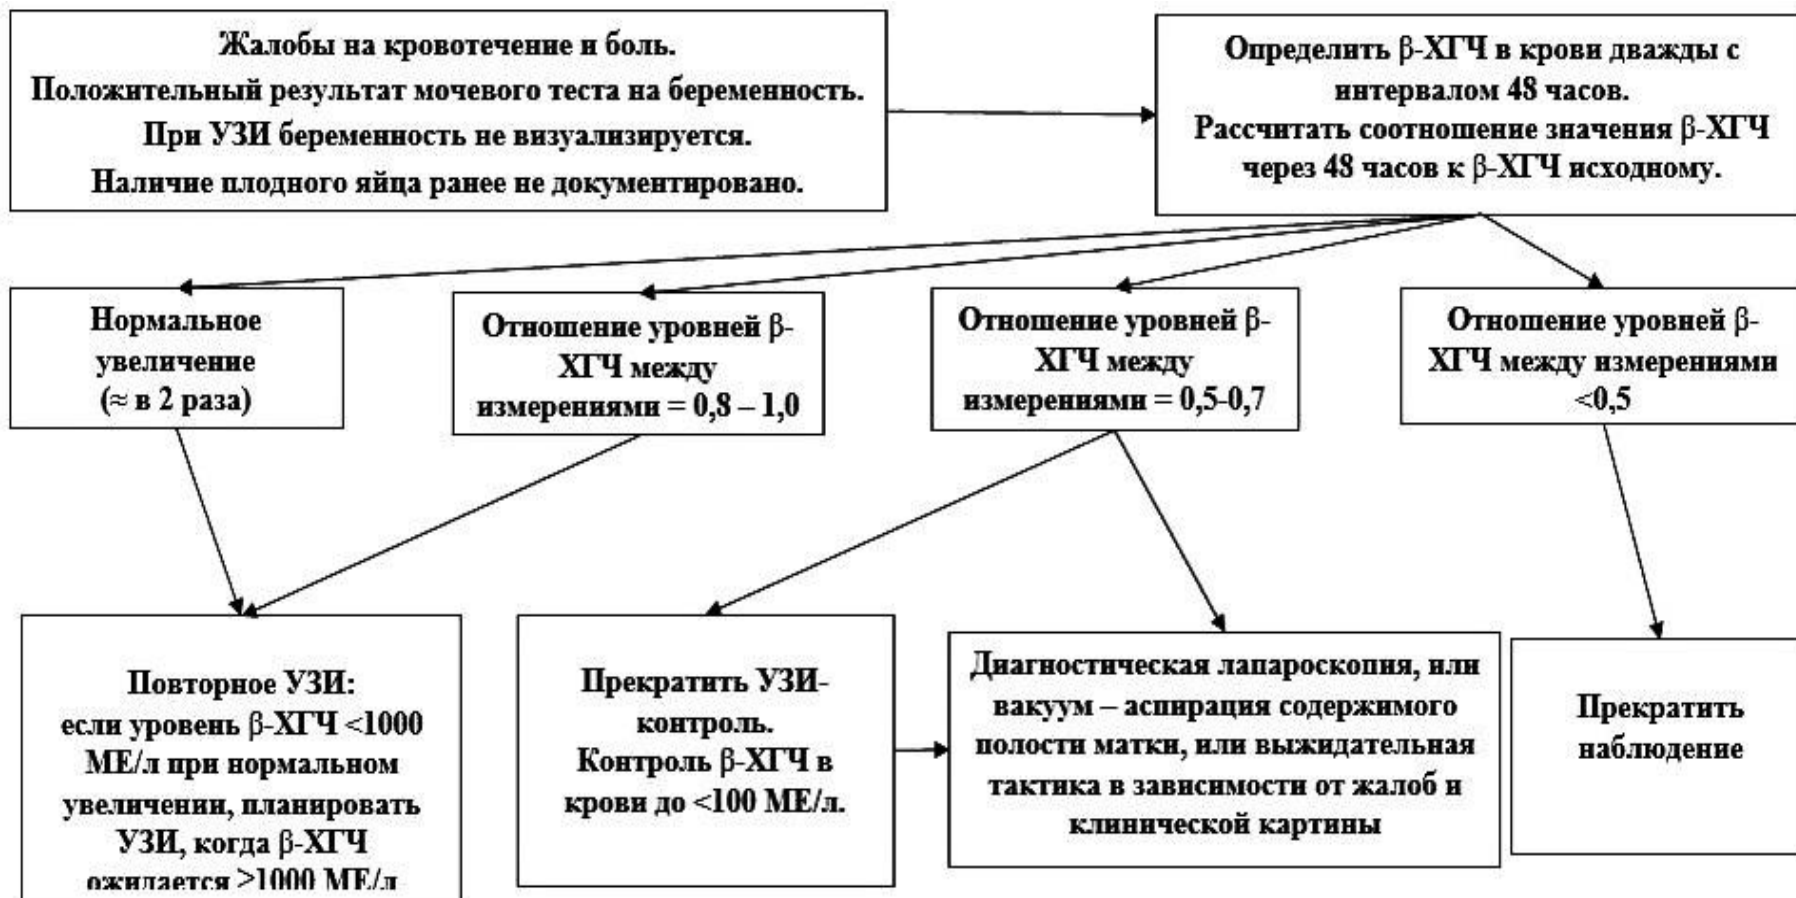 Жалобы на кровотечение и боль.
Положительный результат мочевого теста на беременность.
При УЗИ беременность не визуализируется.
Наличие плодного яйца ранее не документировано.
Определить β-ХГЧ в крови дважды с
интервалом 48 часов.
Рассчитать соотношение значения β-ХГЧ
через 48 часов к β-ХГЧ исходному.
Нормальное
увеличение
(≈ в 2 раза)
Отношение уровней β-
ХГЧ между
измерениями = 0,8 – 1,0
Отношение уровней β-
ХГЧ между
измерениями = 0,5-0,7
Отношение уровней β-
ХГЧ между измерениями
<0,5
Повторное УЗИ:
если уровень β-ХГЧ <1000
МЕ/л при нормальном
увеличении, планировать
УЗИ, когда β-ХГЧ
ожидается >1000 МЕ/л
Прекратить УЗИ-
контроль.
Контроль β-ХГЧ в
крови до <100 МЕ/л.
Диагностическая лапароскопия, или
вакуум – аспирация содержимого
полости матки, или выжидательная
тактика в зависимости от жалоб и
клинической картины
Прекратить
наблюдение